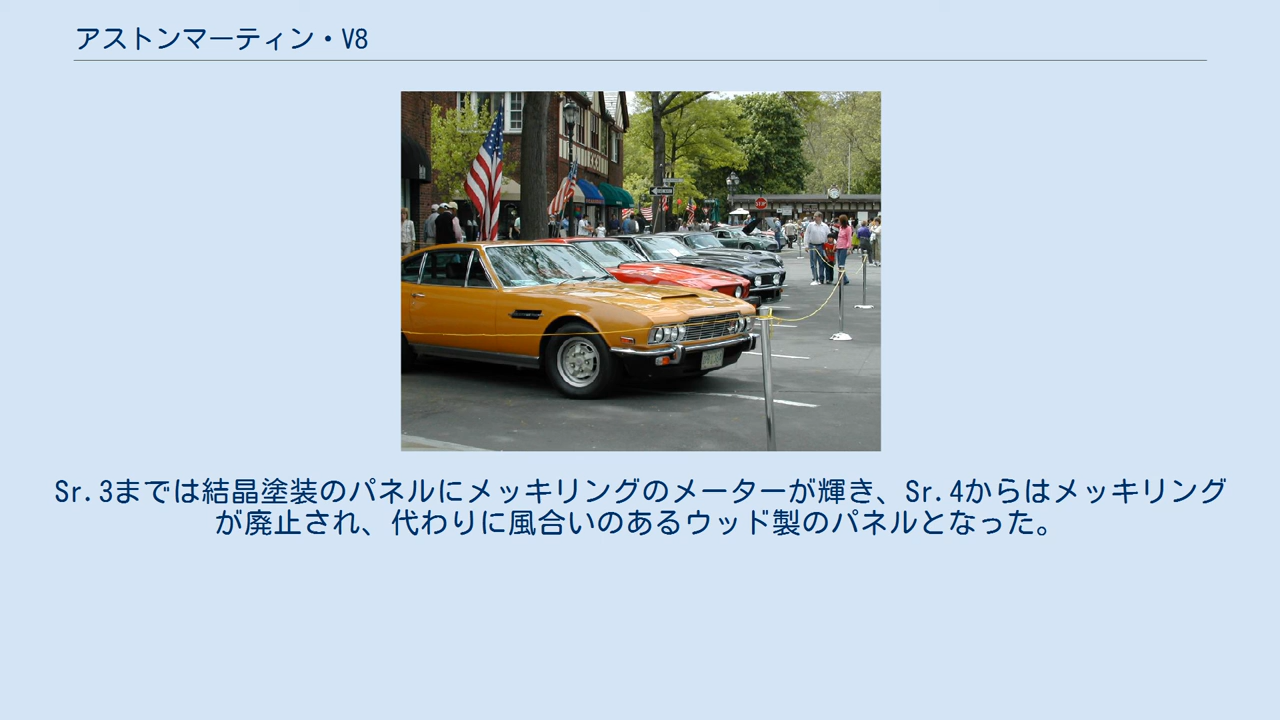 アストンマーティン・V8
STOP
Sr.3までは結晶塗装のパネルにメッキリングのメーターが輝き、Sr.4からはメッキリング
が廃止され、代わりに風合いのあるウッド製のパネルとなった。